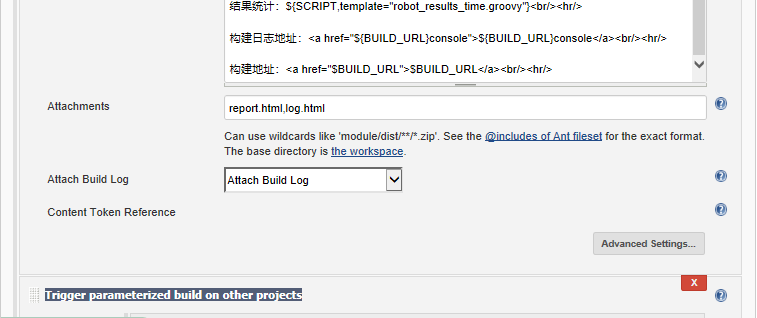 结果统计：${SCRIPT,template="robot_results_time.groovy"}<br/><hr/>
构建日志地址：<a href="${BUILD_URL}console">${BUILD_URL}console</a><br/><hr/>
构建地址：<a href="$BUILD_URL">$BUILD_URL</a><br/><hr/>
Attachments
report.html,log.html
Can use wildcards like 'module/dist/**/*.zip'. See the @includes of Ant fileset for the exact format.
The base directory is the workspace.
Attach Build Log
Attach Build Log
Content Token Reference
Advanced Settings...
X
Trigger parameterized build on other projects